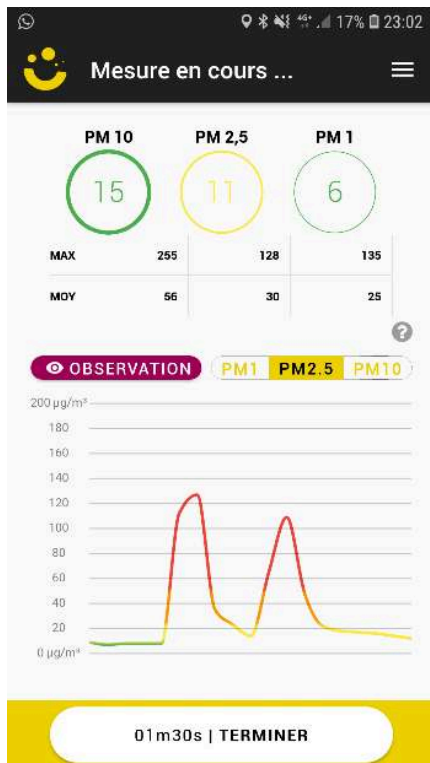 46+ 17% 23:02
Mesure en cours ...
PM 10 PM 2,5 PM 1
15 11 6
MAX 255 128 135
MOY 56 30 25
?
OBSERVATION PM1 PM2.5 PM10
200 µg/m³
180
160
140
120
100
80
60
40
20
0 µg/m³
01m30s | TERMINER